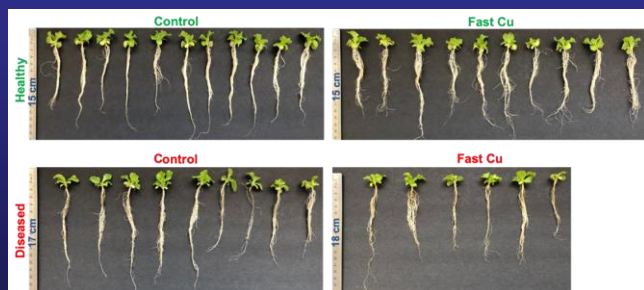 Control
Fast Cu
Healthy
15 cm
15 cm
Control
Fast Cu
Diseased
17 cm
18 cm